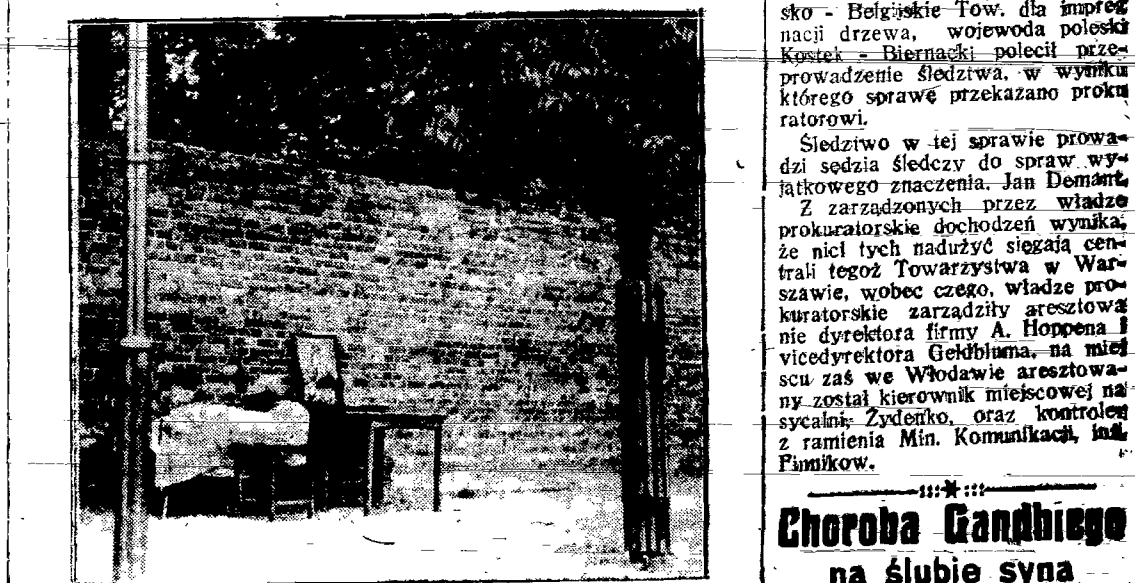 sko - Belgijskie Tow. dla impreg
nacji drzewa, wojewoda poleski
Kostek - Biernacki polecił prze-
prowadzenie śledztwa, w wyniku
którego sprawę przekazano proku
ratorowi.
Śledztwo w tej sprawie prowa-
dzi sędzia śledczy do spraw wy-
jątkowego znaczenia, Jan Demant.
Z zarządzonych przez władze
prokuratorskie dochodzeń wynika,
że nici tych nadużyć sięgają cen-
trali tegoż Towarzystwa w War-
szawie, wobec czego, władze pro-
kuratorskie zarządziły aresztowa
nie dyrektora firmy A. Hoppena i
vicedyrektora Geldbluma, na miej
scu zaś we Włodawie aresztowa-
ny został kierownik miejscowej na
sycalni, Żydeńko, oraz kontroler
z ramienia Min. Komunikacji, inż.
Pinnikow.
Choroba Gandhiego
na ślubie syna